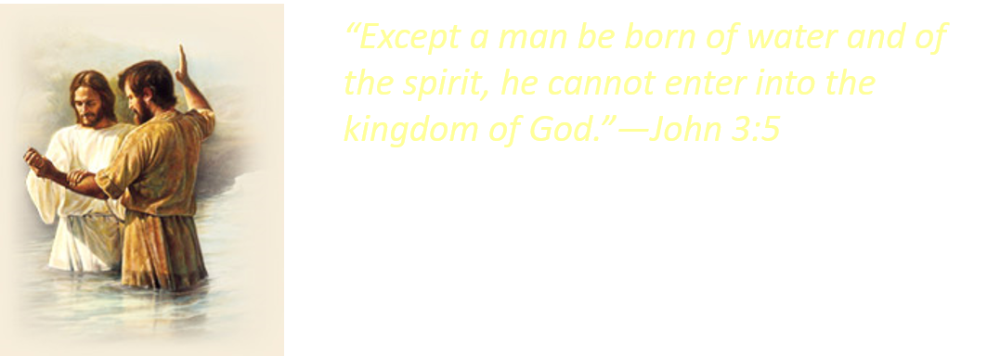 “Except a man be born of water and of
the spirit, he cannot enter into the
kingdom of God.”—John 3:5